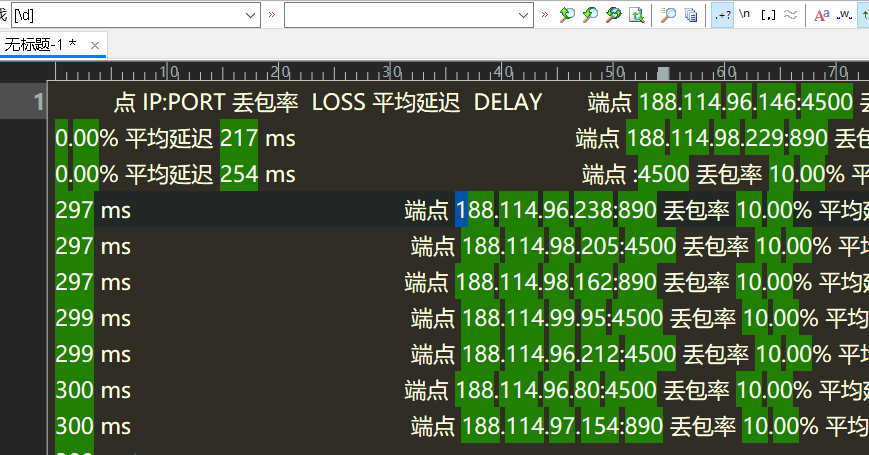 [\d]
» » .+? \n [,] ≈ Aa .w.
无标题-1 *
10 20 30 40 50 60 70
1 点 IP:PORT 丢包率 LOSS 平均延迟 DELAY 端点 188.114.96.146:4500
0.00% 平均延迟 217 ms 端点 188.114.98.229:890 丢包
0.00% 平均延迟 254 ms 端点 :4500 丢包率 10.00%
297 ms 端点 188.114.96.238:890 丢包率 10.00% 平均延
297 ms 端点 188.114.98.205:4500 丢包率 10.00% 平
297 ms 端点 188.114.98.162:890 丢包率 10.00% 平均
299 ms 端点 188.114.99.95:4500 丢包率 10.00% 平均
299 ms 端点 188.114.96.212:4500 丢包率 10.00% 平
300 ms 端点 188.114.96.80:4500 丢包率 10.00% 平均
300 ms 端点 188.114.97.154:890 丢包率 10.00% 平均